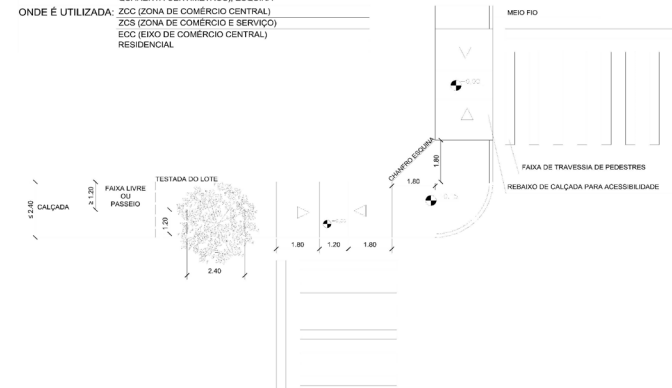 ONDE É UTILIZADA: ZCC (ZONA DE COMÉRCIO CENTRAL)
ZCS (ZONA DE COMÉRCIO E SERVIÇO)
ECC (EIXO DE COMÉRCIO CENTRAL)
RESIDENCIAL
MEIO FIO
CHANFRO ESQUINA
1.80
FAIXA DE TRAVESSIA DE PEDESTRES
REBAIXO DE CALÇADA PARA ACESSIBILIDADE
1.80
TESTADA DO LOTE
≤ 2.40
CALÇADA
≥ 1.20
FAIXA LIVRE
OU
PASSEIO
1.20
1.80
1.20
1.80
2.40